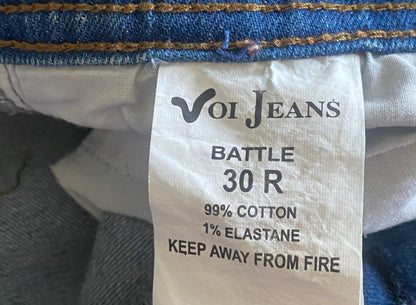 VOI JEANS
BATTLE
30 R
99% COTTON
1% ELASTANE
KEEP AWAY FROM FIRE